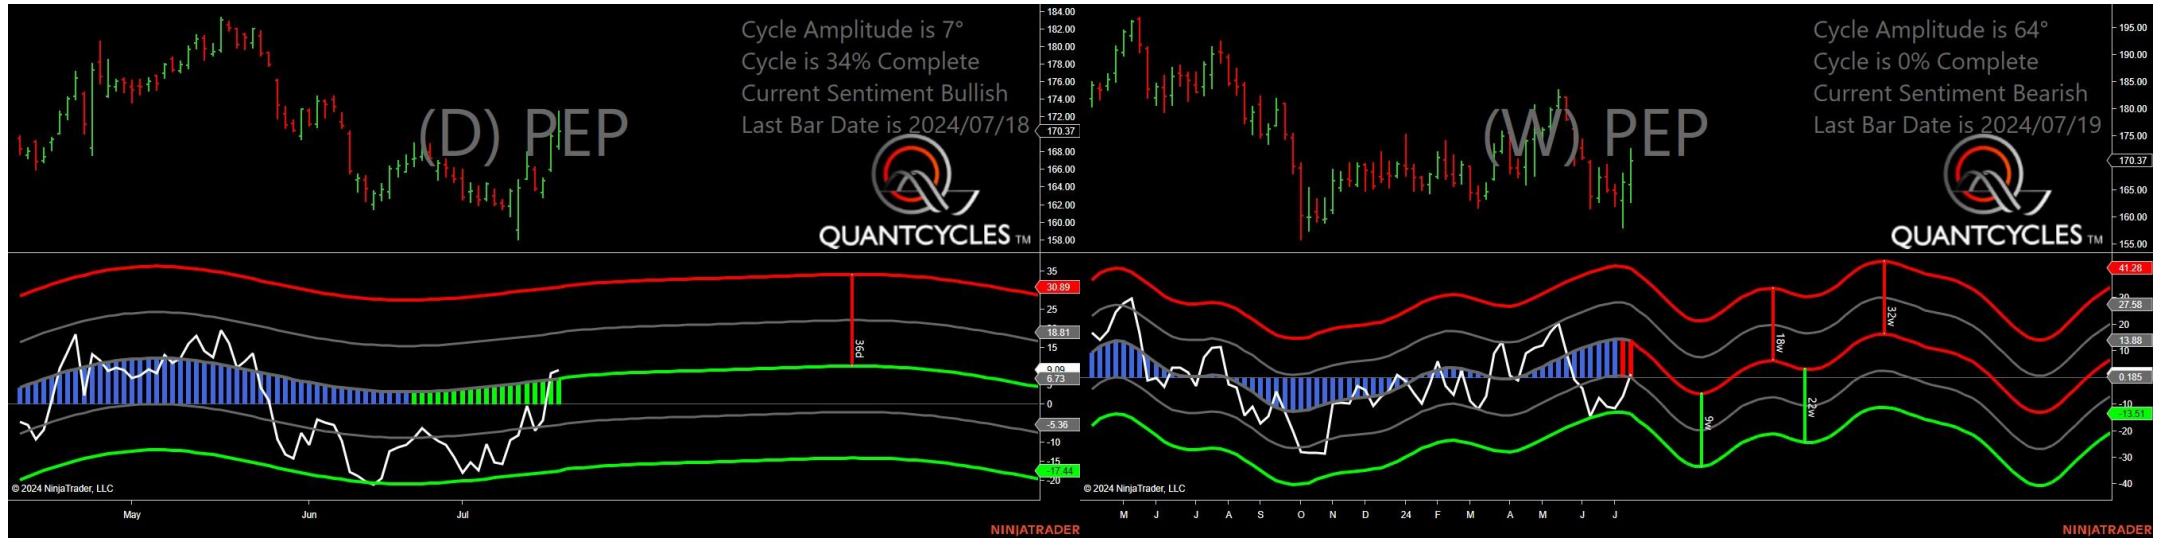 Cycle Amplitude is 7°
Cycle is 34% Complete
Current Sentiment Bullish
Last Bar Date is 2024/07/18
(D) PEP
QUANTCYCLES TM
184.00
182.00
180.00
178.00
176.00
174.00
172.00
170.37
168.00
166.00
164.00
162.00
160.00
158.00
35
30.89
25
18.81
15
9.09
6.73
0
-5.36
-10
-15
-17.44
-20
36d
© 2024 NinjaTrader, LLC
May
Jun
Jul
NINJATRADER
Cycle Amplitude is 64°
Cycle is 0% Complete
Current Sentiment Bearish
Last Bar Date is 2024/07/19
(W) PEP
QUANTCYCLES TM
195.00
190.00
185.00
180.00
175.00
170.37
165.00
160.00
155.00
41.28
27.58
20
13.88
10
0.185
-10
-13.51
-20
-30
-40
9w
18w
22w
32w
© 2024 NinjaTrader, LLC
M
J
J
A
S
O
N
D
24
F
M
A
M
J
J
NINJATRADER